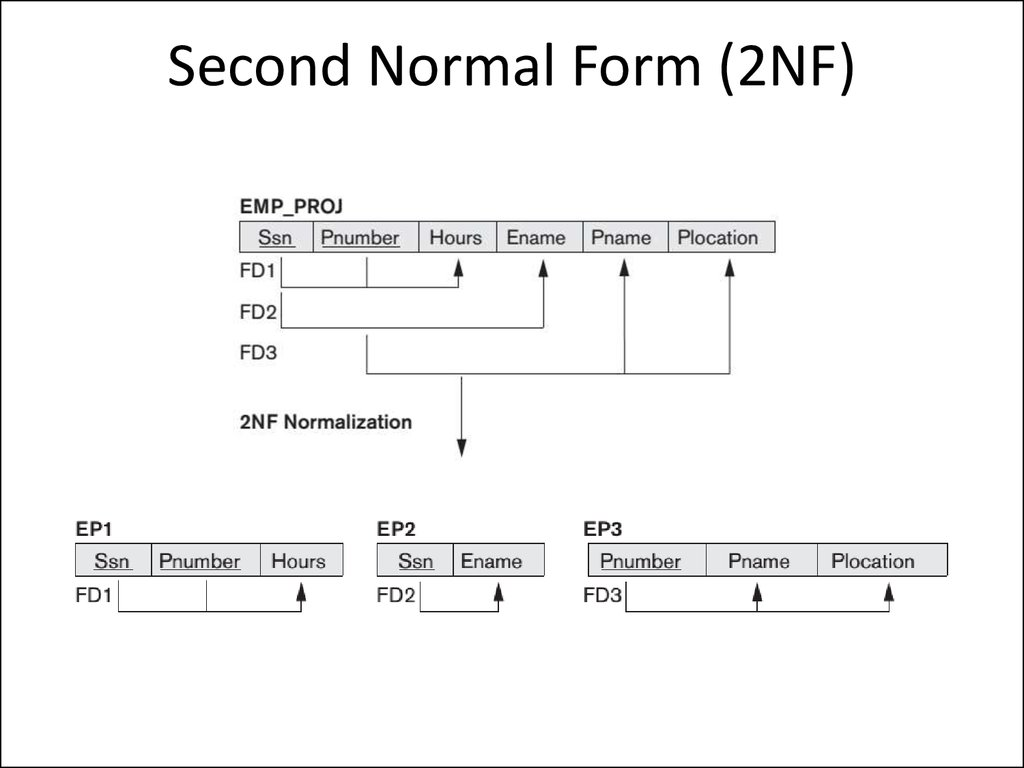 Second Normal Form (2NF)
EMP_PROJ
Ssn Pnumber Hours Ename Pname Plocation
FD1
FD2
FD3
2NF Normalization
EP1 EP2 EP3
Ssn Pnumber Hours Ssn Ename Pnumber Pname Plocation
FD1 FD2 FD3